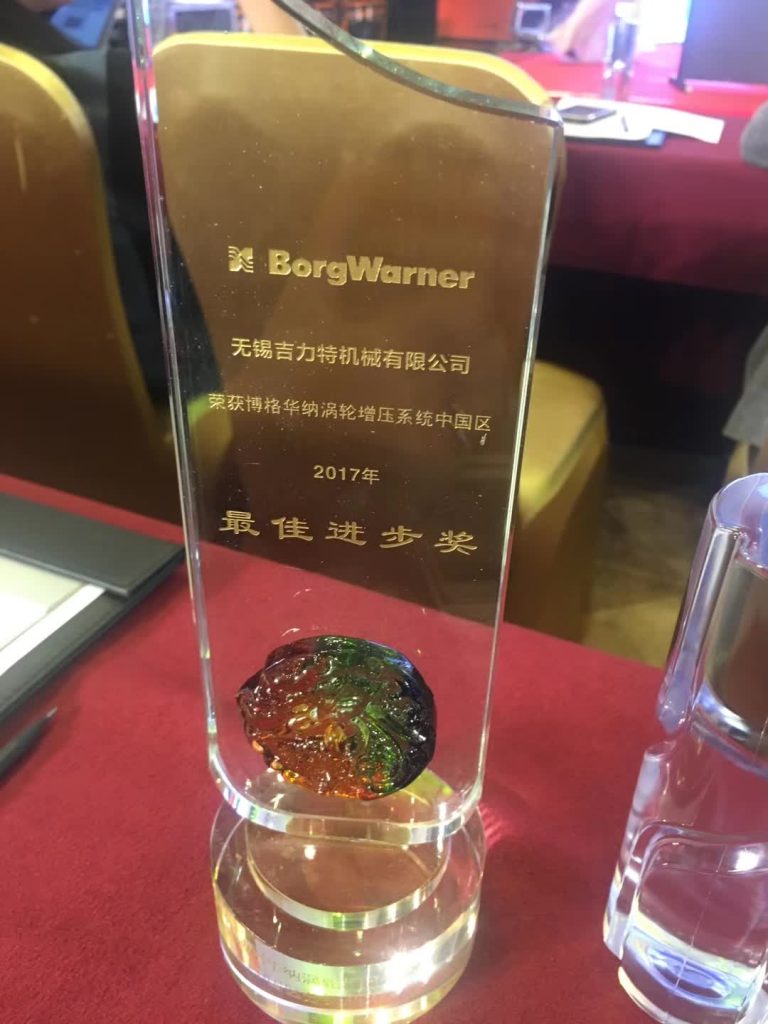 BorgWarner
无锡吉力特机械有限公司
荣获博格华纳涡轮增压系统中国区
2017年
最佳进步奖